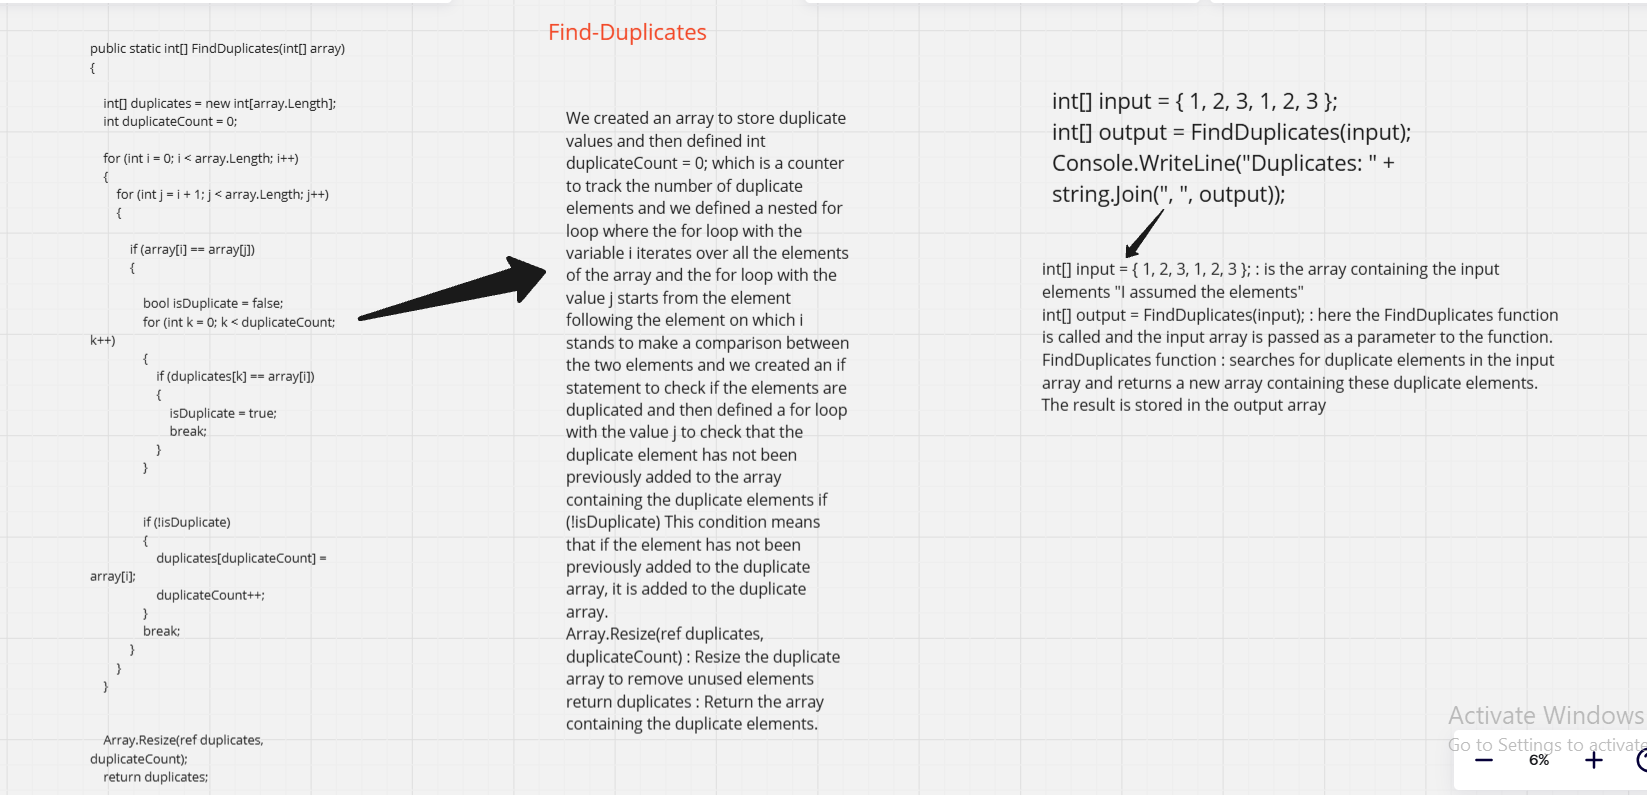 Find-Duplicates
public static int[] FindDuplicates(int[] array)
{
int[] duplicates = new int[array.Length];
int duplicateCount = 0;
for (int i = 0; i < array.Length; i++)
{
for (int j = i + 1; j < array.Length; j++)
{
if (array[i] == array[j])
{
bool isDuplicate = false;
for (int k = 0; k < duplicateCount;
k++)
{
if (duplicates[k] == array[i])
{
isDuplicate = true;
break;
}
}
if (!isDuplicate)
{
duplicates[duplicateCount] =
array[i];
duplicateCount++;
}
break;
}
}
}
Array.Resize(ref duplicates,
duplicateCount);
return duplicates;
We created an array to store duplicate
values and then defined int
duplicateCount = 0; which is a counter
to track the number of duplicate
elements and we defined a nested for
loop where the for loop with the
variable i iterates over all the elements
of the array and the for loop with the
value j starts from the element
following the element on which i
stands to make a comparison between
the two elements and we created an if
statement to check if the elements are
duplicated and then defined a for loop
with the value j to check that the
duplicate element has not been
previously added to the array
containing the duplicate elements if
(!isDuplicate) This condition means
that if the element has not been
previously added to the duplicate
array, it is added to the duplicate
array.
Array.Resize(ref duplicates,
duplicateCount) : Resize the duplicate
array to remove unused elements
return duplicates : Return the array
containing the duplicate elements.
int[] input = { 1, 2, 3, 1, 2, 3 };
int[] output = FindDuplicates(input);
Console.WriteLine("Duplicates: " +
string.Join(", ", output));
int[] input = { 1, 2, 3, 1, 2, 3 }; : is the array containing the input
elements "I assumed the elements"
int[] output = FindDuplicates(input); : here the FindDuplicates function
is called and the input array is passed as a parameter to the function.
FindDuplicates function : searches for duplicate elements in the input
array and returns a new array containing these duplicate elements.
The result is stored in the output array
Activate Windows
Go to Settings to activate
6%